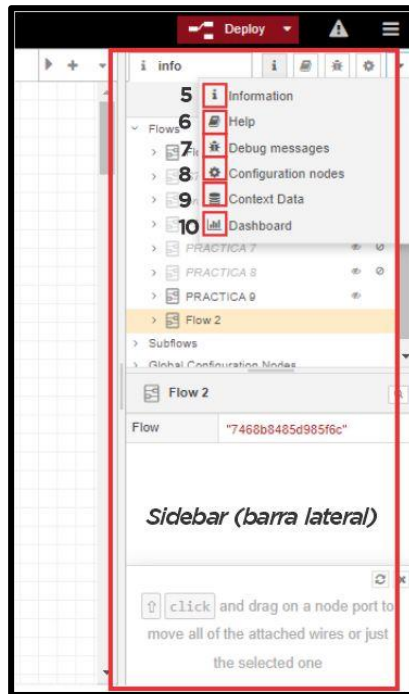 Deploy
i info
5 i Information
6 Help
Flows
7 Debug messages
8 Configuration nodes
9 Context Data
10 Dashboard
PRACTICA 7
PRACTICA 8
PRACTICA 9
Flow 2
Subflows
Global Configuration Nodes
Flow 2
Flow "7468b8485d985f6c"
Sidebar (barra lateral)
⇧ click and drag on a node port to
move all of the attached wires or just
the selected one